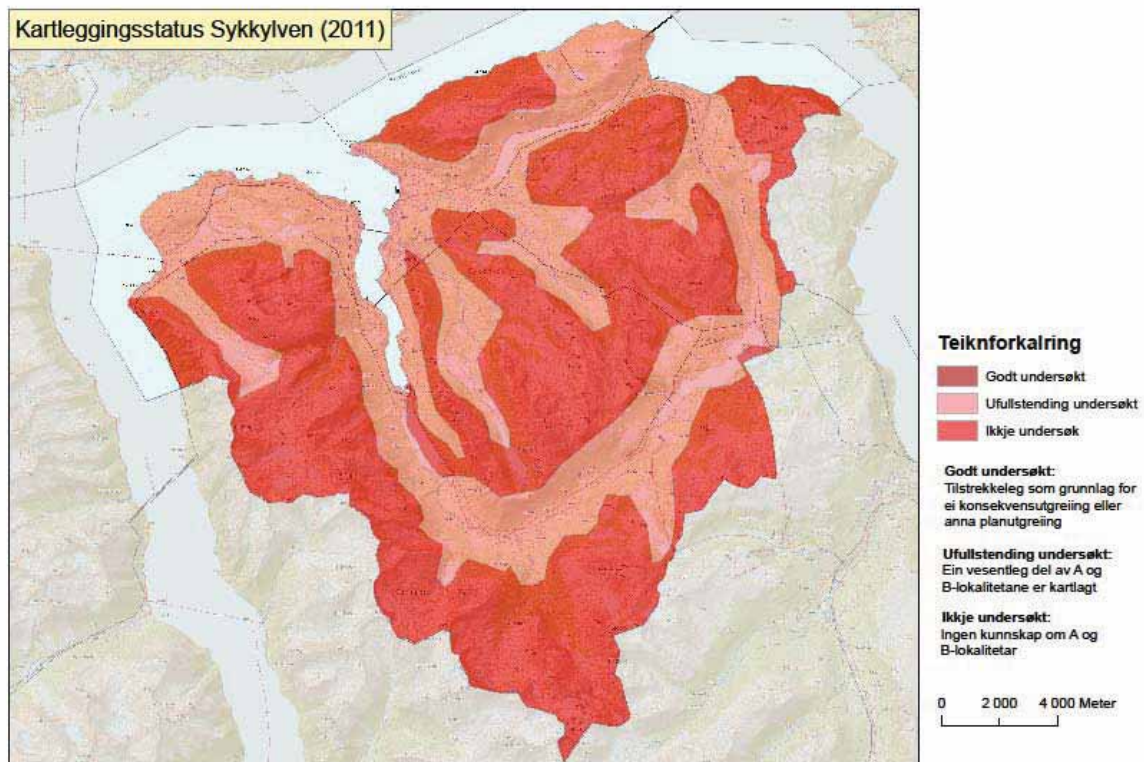 Kartleggingsstatus Sykkylven (2011)
Teiknforkalring
Godt undersøkt
Ufullstending undersøkt
Ikkje undersøk
Godt undersøkt:
Tilstrekkeleg som grunnlag for
ei konsekvensutgreiing eller
anna planutgreiing
Ufullstending undersøkt:
Ein vesentleg del av A og
B-lokalitetane er kartlagt
Ikkje undersøkt:
Ingen kunnskap om A og
B-lokalitetar
0 2 000 4 000 Meter